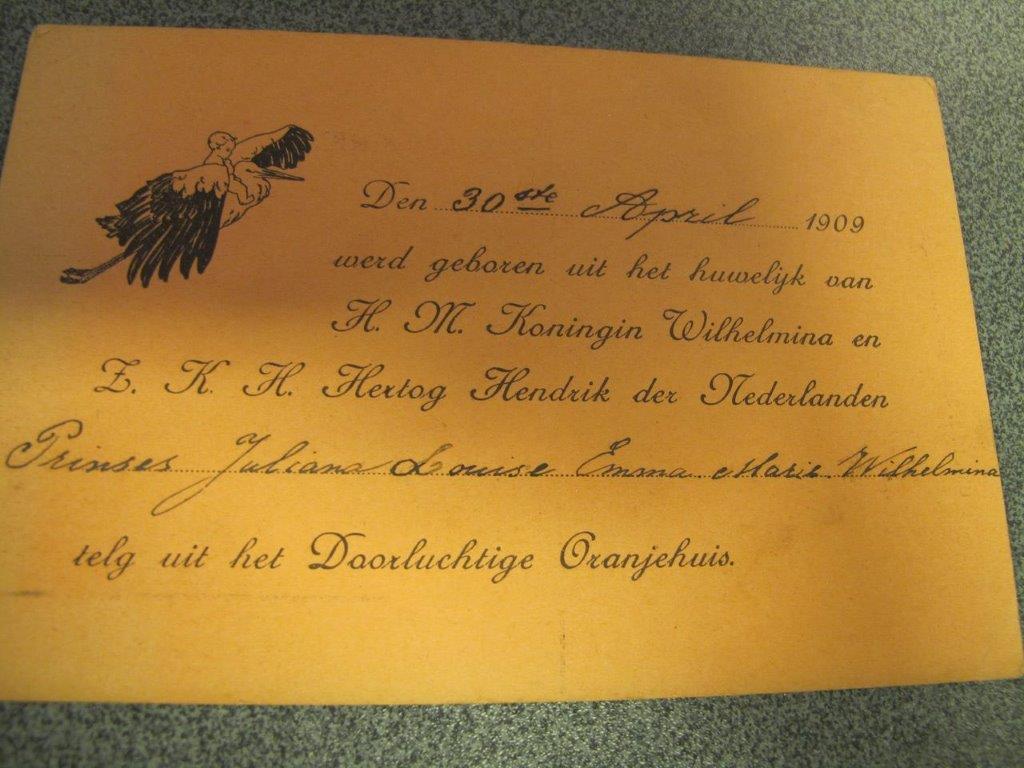 Den 30ste April 1909
werd geboren uit het huwelijk van
H. M. Koningin Wilhelmina en
Z. K. H. Hertog Hendrik der Nederlanden
Prinses Juliana Louise Emma Marie Wilhelmina
telg uit het Doorluchtige Oranjehuis.